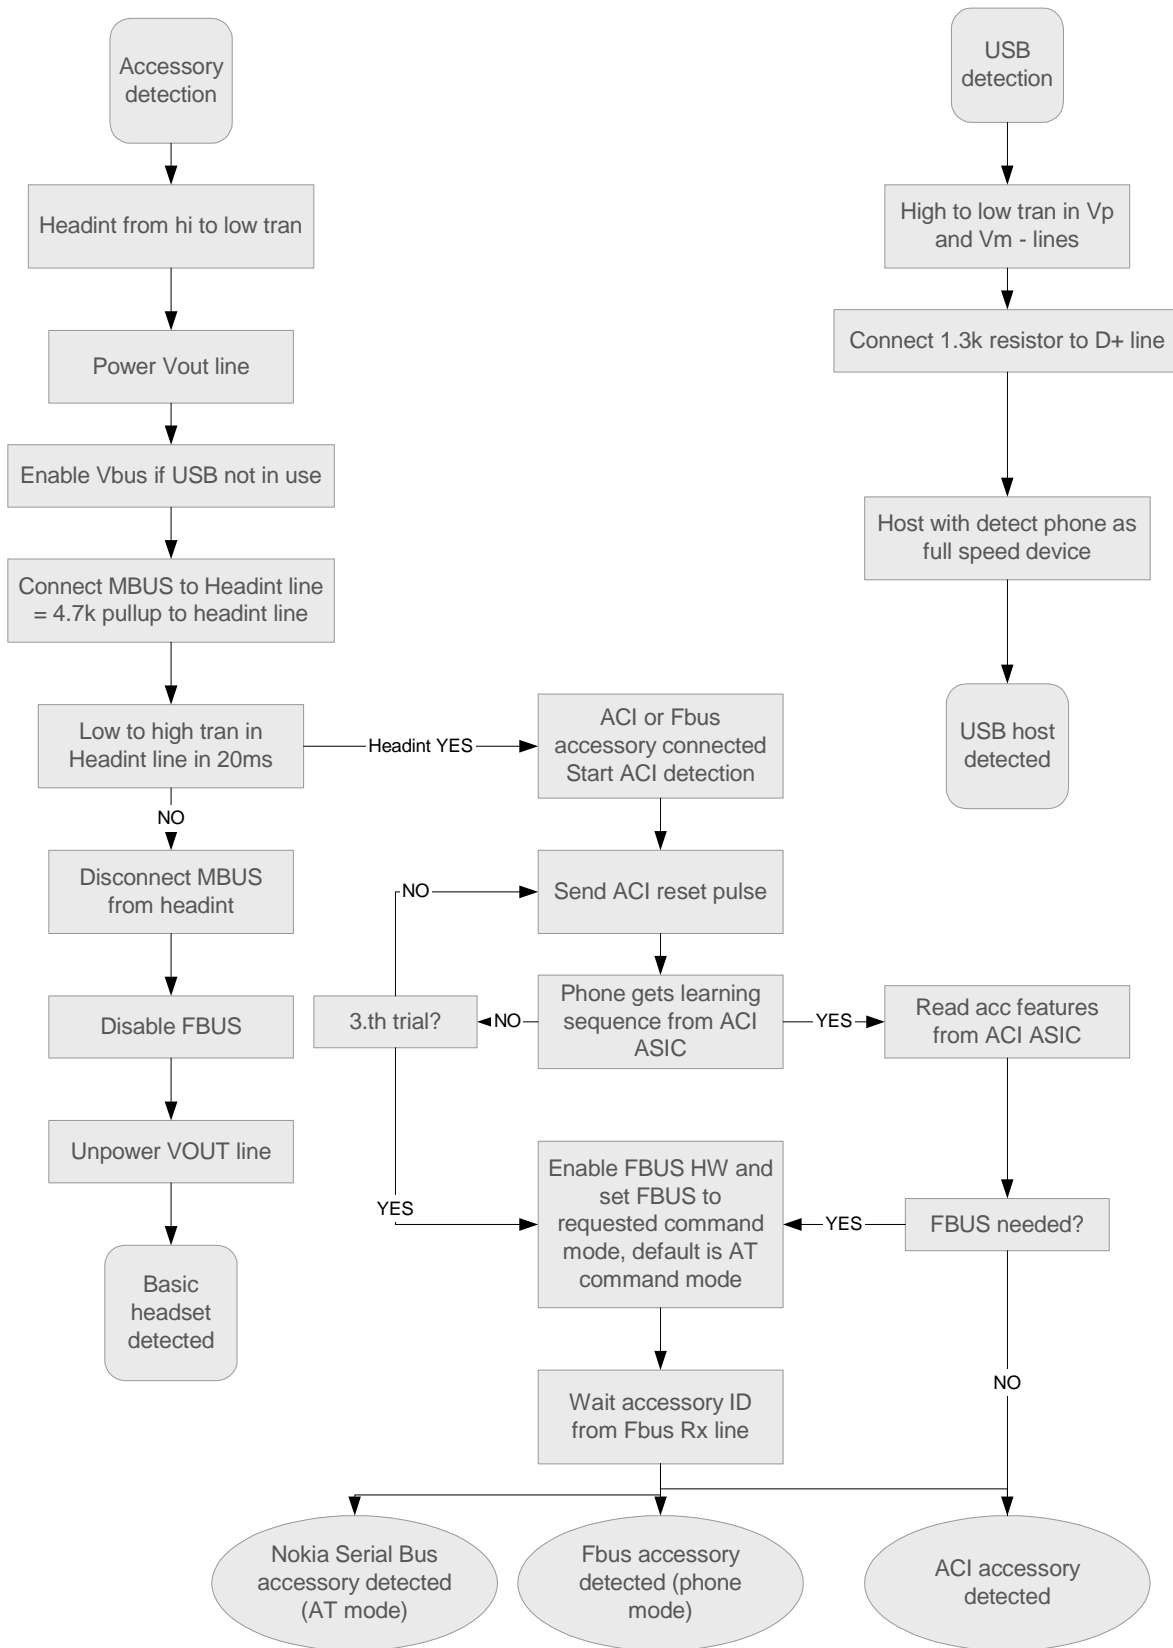 Accessory
detection
Headint from hi to low tran
Power Vout line
Enable Vbus if USB not in use
Connect MBUS to Headint line
= 4.7k pullup to headint line
Low to high tran in
Headint line in 20ms
NO
Disconnect MBUS
from headint
Disable FBUS
Unpower VOUT line
Basic
headset
detected
Headint YES
ACI or Fbus
accessory connected
Start ACI detection
Send ACI reset pulse
NO
3.th trial?
NO
Phone gets learning
sequence from ACI
ASIC
YES
Read acc features
from ACI ASIC
YES
Enable FBUS HW and
set FBUS to
requested command
mode, default is AT
command mode
YES
FBUS needed?
NO
Wait accessory ID
from Fbus Rx line
Nokia Serial Bus
accessory detected
(AT mode)
Fbus accessory
detected (phone
mode)
ACI accessory
detected
USB
detection
High to low tran in Vp
and Vm - lines
Connect 1.3k resistor to D+ line
Host with detect phone as
full speed device
USB host
detected